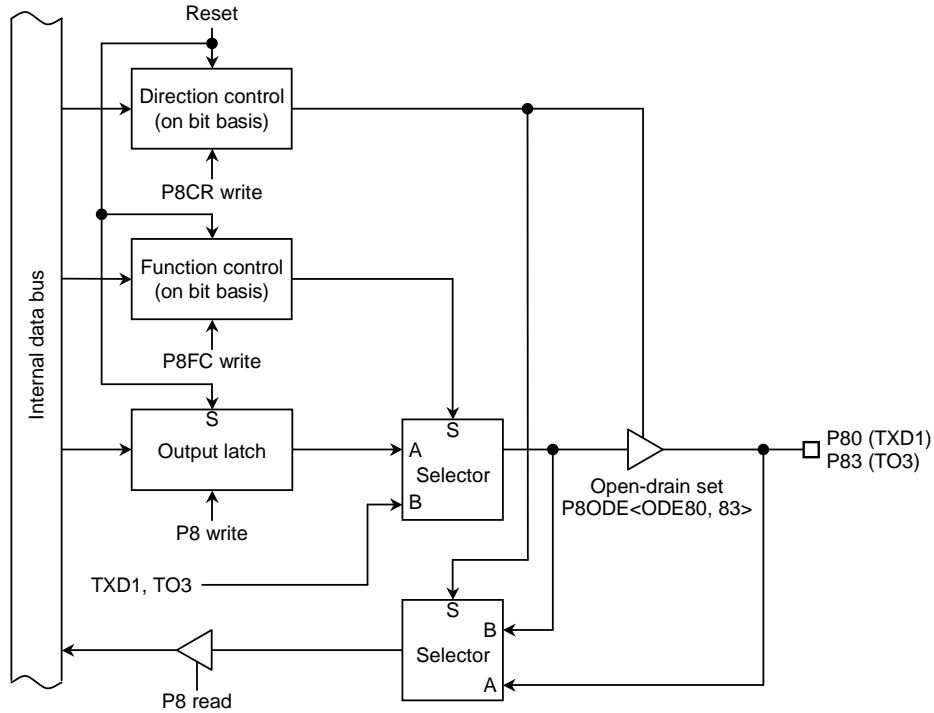 Reset
Direction control
(on bit basis)
P8CR write
Function control
(on bit basis)
P8FC write
Internal data bus
S
Output latch
P8 write
S
A
Selector
B
TXD1, TO3
P80 (TXD1)
P83 (TO3)
Open-drain set
P8ODE<ODE80, 83>
S
B
Selector
A
P8 read